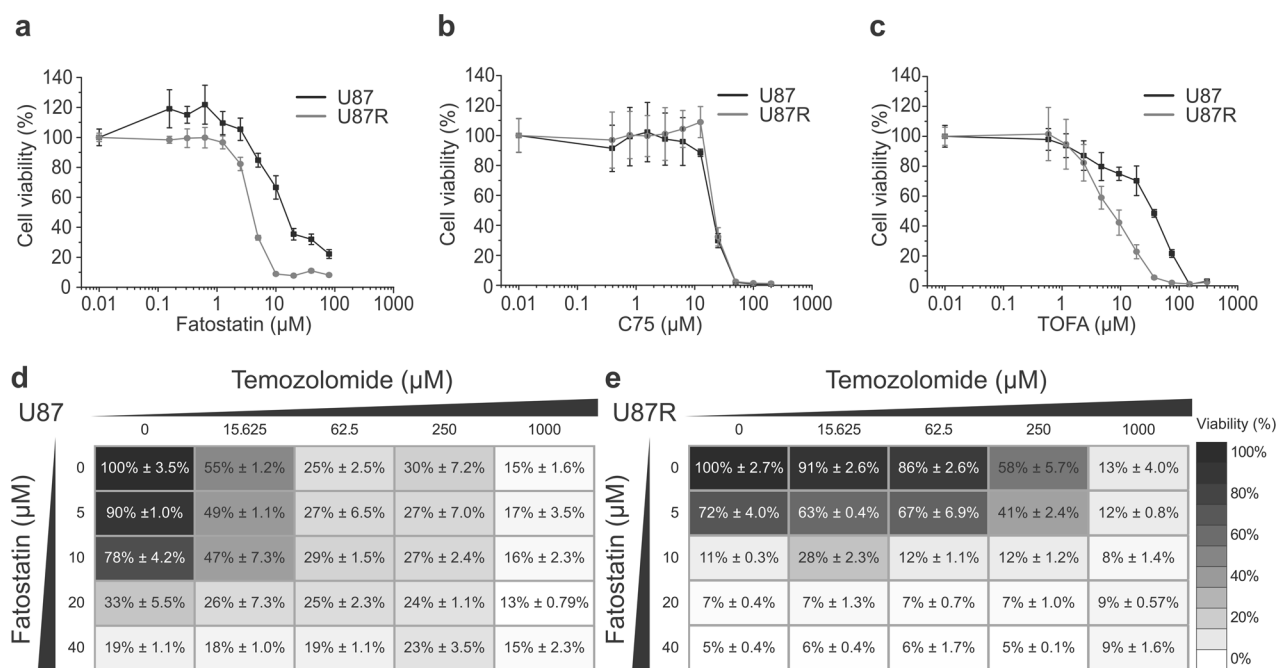 a
140
120
100
80
60
40
20
0
Cell viability (%)
U87
U87R
0.01 0.1 1 10 100 1000
Fatostatin (µM)
b
140
120
100
80
60
40
20
0
Cell viability (%)
U87
U87R
0.01 1 10 100 1000
C75 (µM)
c
140
120
100
80
60
40
20
0
Cell viability (%)
U87
U87R
0.01 1 10 100 1000
TOFA (µM)
d
Temozolomide (µM)
U87
0 15.625 62.5 250 1000
Fatostatin (µM)
0 100% ± 3.5% 55% ± 1.2% 25% ± 2.5% 30% ± 7.2% 15% ± 1.6%
5 90% ±1.0% 49% ± 1.1% 27% ± 6.5% 27% ± 7.0% 17% ± 3.5%
10 78% ± 4.2% 47% ± 7.3% 29% ± 1.5% 27% ± 2.4% 16% ± 2.3%
20 33% ± 5.5% 26% ± 7.3% 25% ± 2.3% 24% ± 1.1% 13% ± 0.79%
40 19% ± 1.1% 18% ± 1.0% 19% ± 1.1% 23% ± 3.5% 15% ± 2.3%
e
Temozolomide (µM)
U87R
0 15.625 62.5 250 1000
Fatostatin (µM)
0 100% ± 2.7% 91% ± 2.6% 86% ± 2.6% 58% ± 5.7% 13% ± 4.0%
5 72% ± 4.0% 63% ± 0.4% 67% ± 6.9% 41% ± 2.4% 12% ± 0.8%
10 11% ± 0.3% 28% ± 2.3% 12% ± 1.1% 12% ± 1.2% 8% ± 1.4%
20 7% ± 0.4% 7% ± 1.3% 7% ± 0.7% 7% ± 1.0% 9% ± 0.57%
40 5% ± 0.4% 6% ± 0.4% 6% ± 1.7% 5% ± 0.1% 9% ± 1.6%
Viability (%)
100%
80%
60%
40%
20%
0%